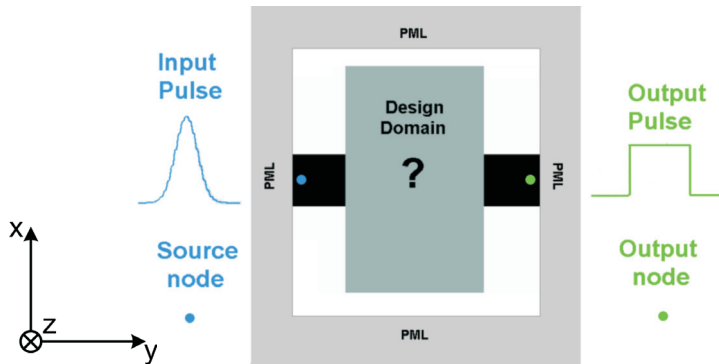 PML
Input
Pulse
Design
Domain
?
Output
Pulse
PML
PML
Source
node
Output
node
PML
x
z
y